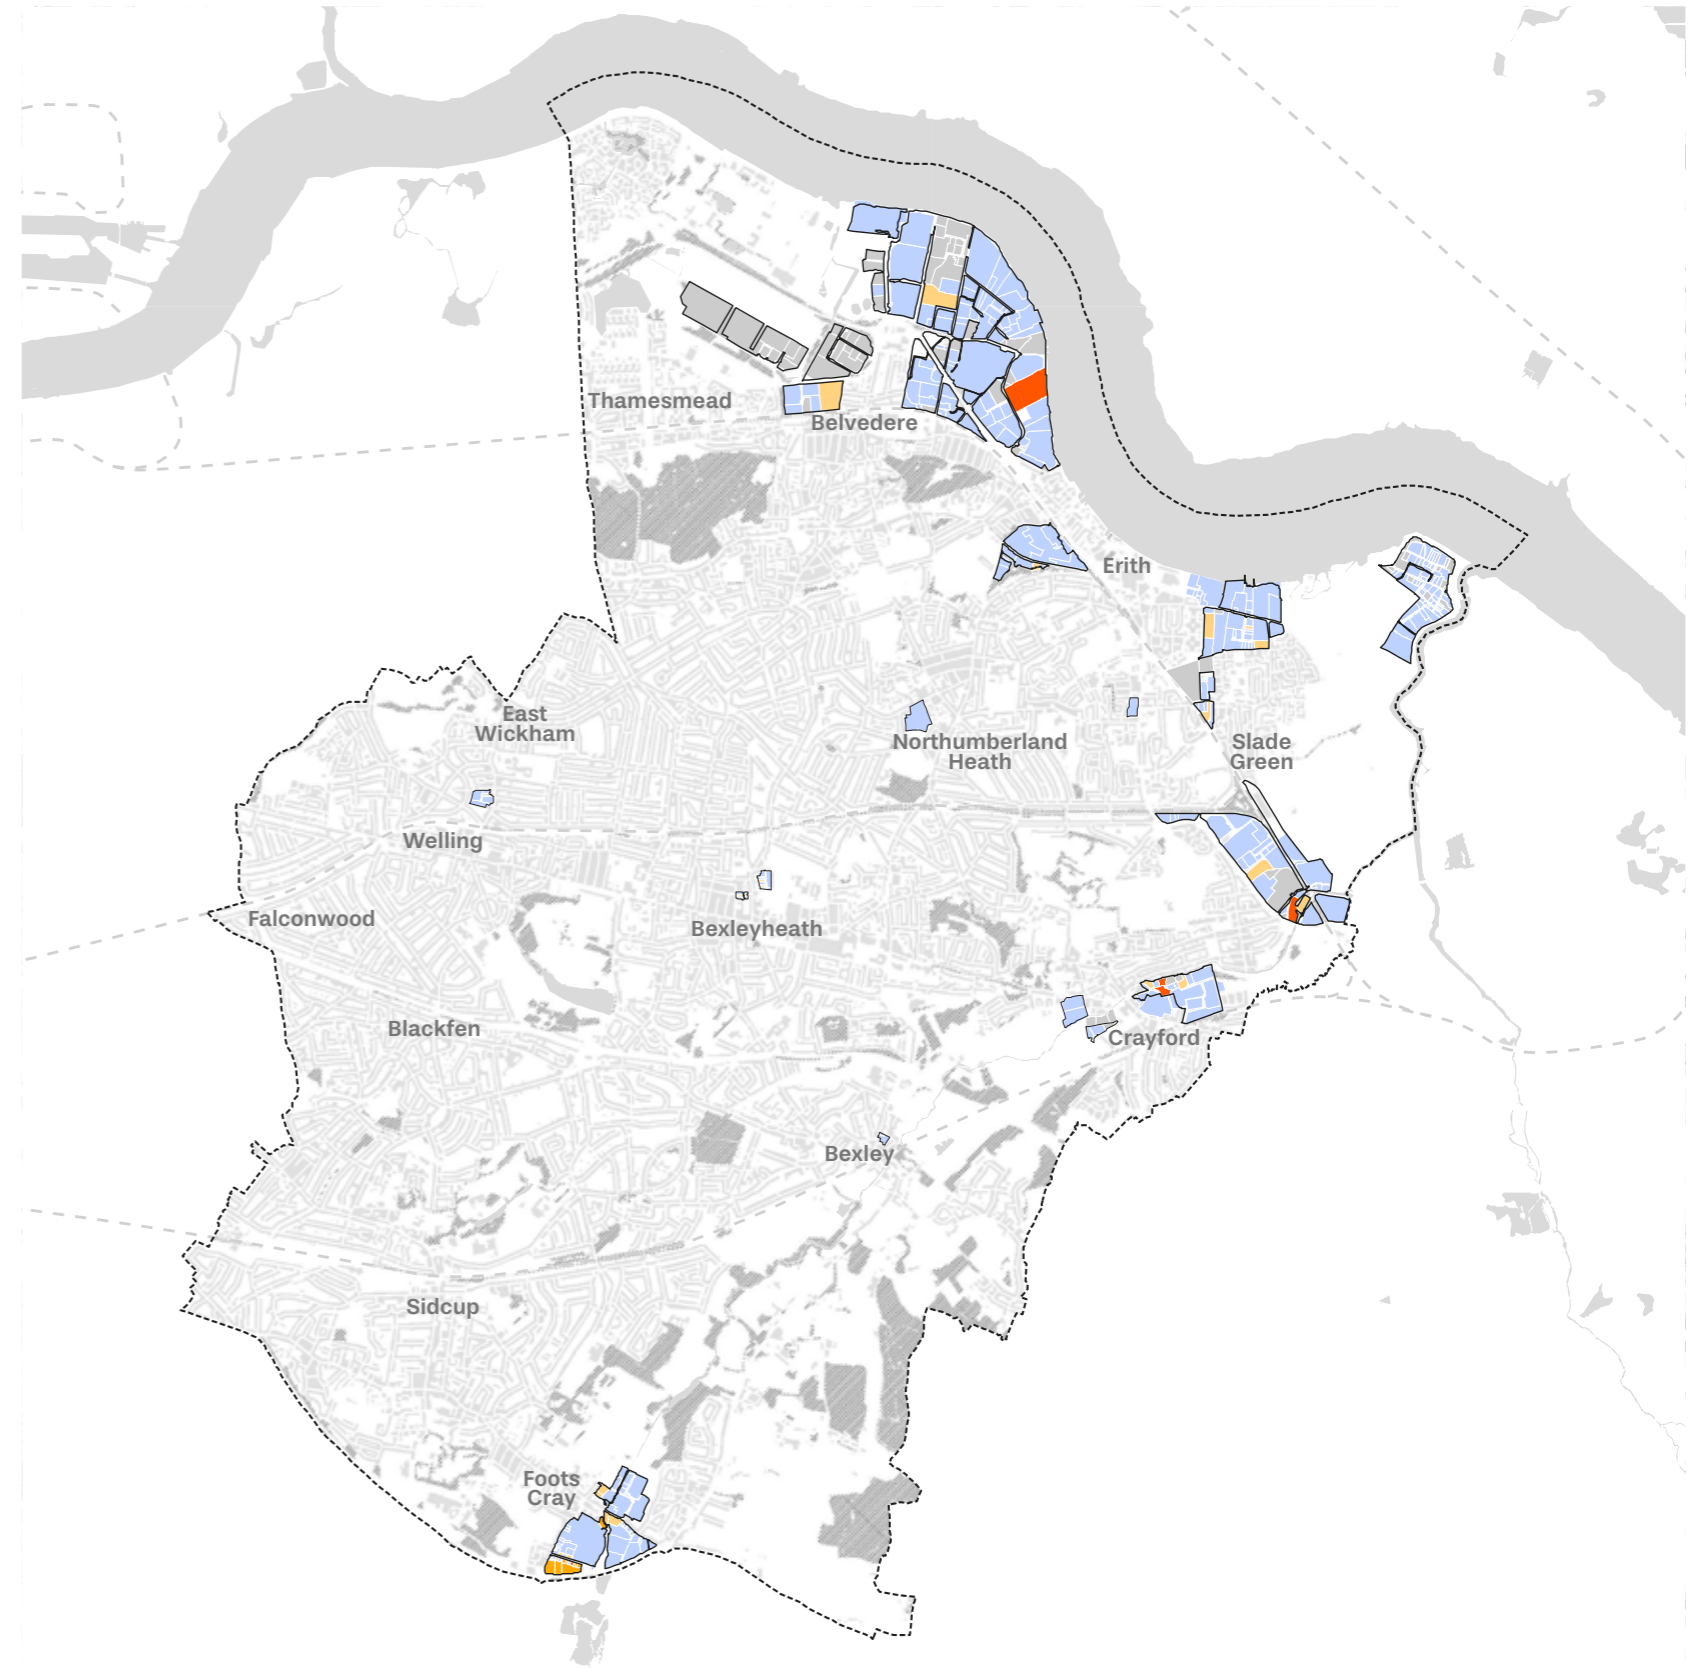 Thamesmead
Belvedere
Erith
East
Wickham
Northumberland
Heath
Slade
Green
Welling
Falconwood
Bexleyheath
Blackfen
Crayford
Bexley
Sidcup
Foots
Cray